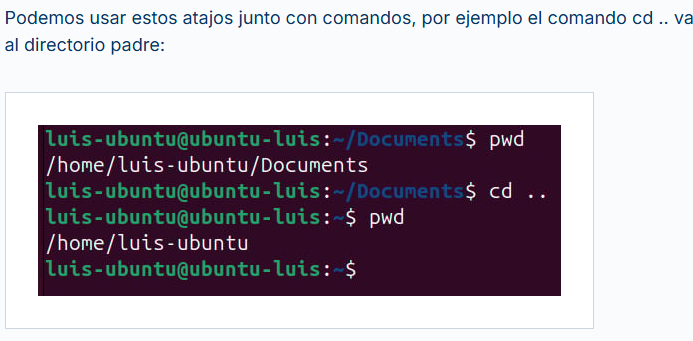 Podemos usar estos atajos junto con comandos, por ejemplo el comando cd .. va
al directorio padre:
luis-ubuntu@ubuntu-luis:~/Documents$ pwd
/home/luis-ubuntu/Documents
luis-ubuntu@ubuntu-luis:~/Documents$ cd ..
luis-ubuntu@ubuntu-luis:~$ pwd
/home/luis-ubuntu
luis-ubuntu@ubuntu-luis:~$